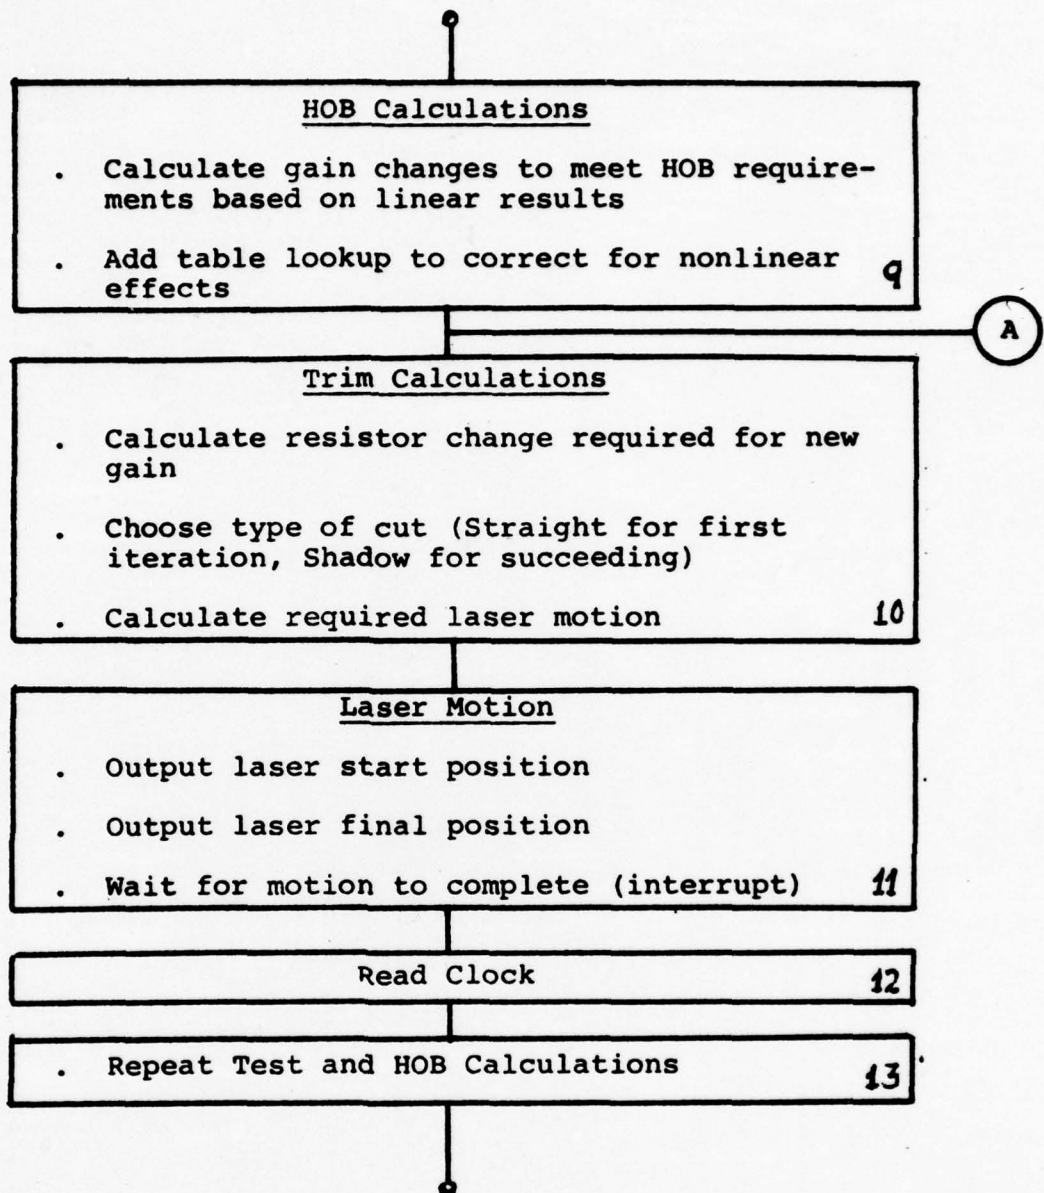 HOB Calculations
. Calculate gain changes to meet HOB require-
ments based on linear results
. Add table lookup to correct for nonlinear
effects
9
A
Trim Calculations
. Calculate resistor change required for new
gain
. Choose type of cut (Straight for first
iteration, Shadow for succeeding)
. Calculate required laser motion
10
Laser Motion
. Output laser start position
. Output laser final position
. Wait for motion to complete (interrupt)
11
Read Clock
12
. Repeat Test and HOB Calculations
13